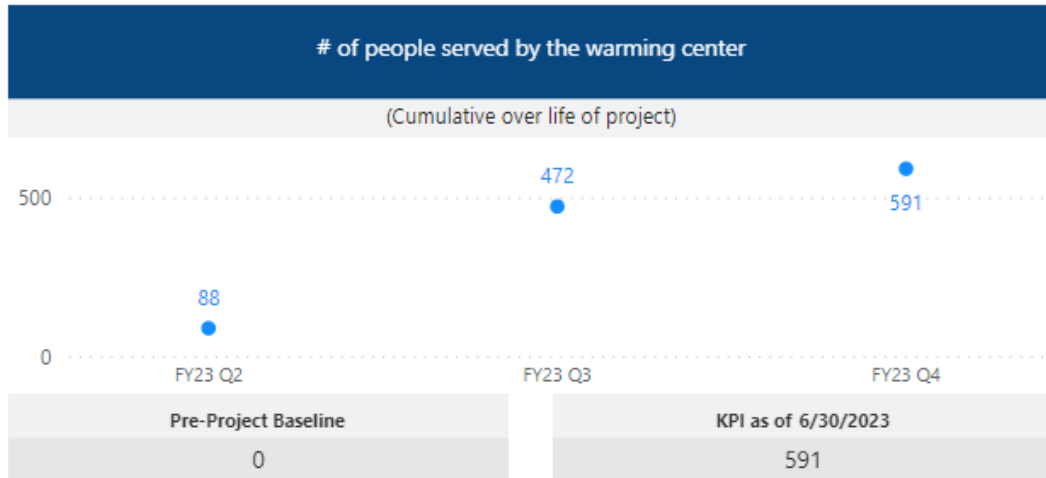 # of people served by the warming center
(Cumulative over life of project)
472
500
591
88
0
FY23 Q2 FY23 Q3 FY23 Q4
Pre-Project Baseline KPI as of 6/30/2023
0 591